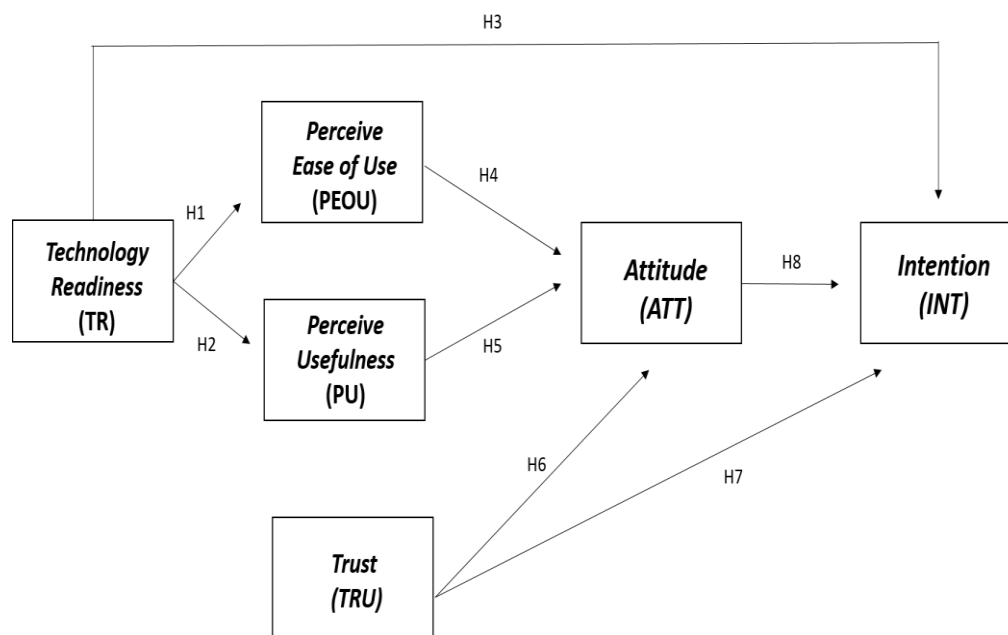 H3
Perceive
Ease of Use
(PEOU)
H4
H1
Technology
Readiness
(TR)
Attitude
(ATT)
H8
Intention
(INT)
H2
Perceive
Usefulness
(PU)
H5
H6
H7
Trust
(TRU)